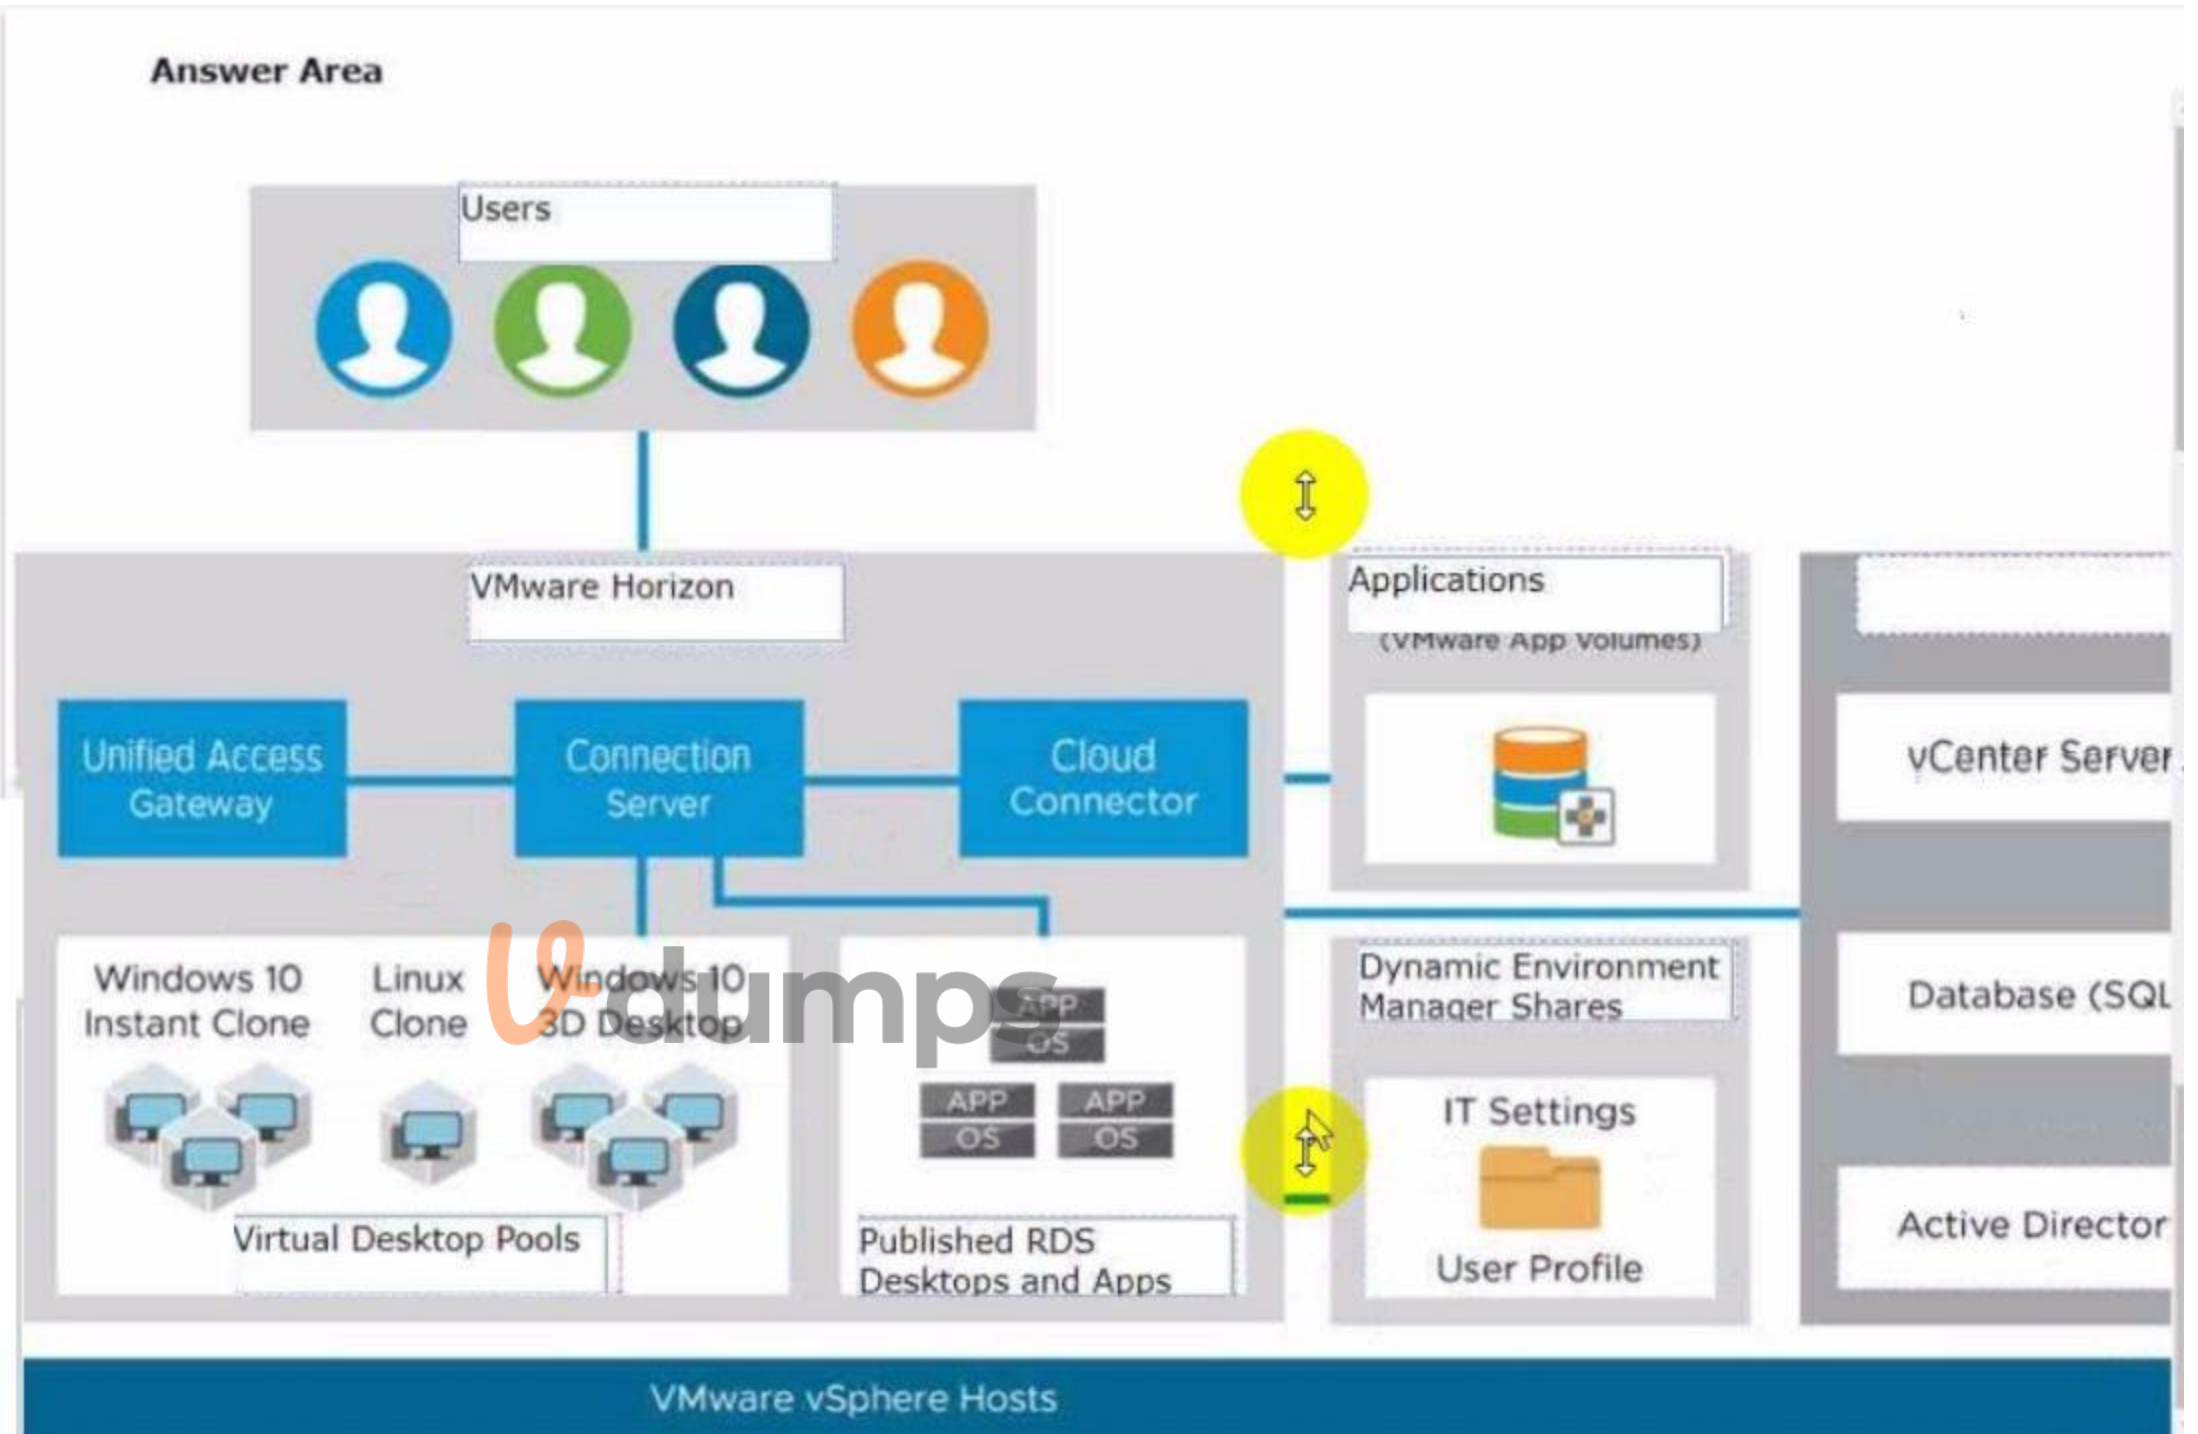 Answer Area
Users
VMware Horizon
Applications
(VMware App Volumes)
Unified Access
Gateway
Connection
Server
Cloud
Connector
vCenter Server
Windows 10
Instant Clone
Linux
Clone
Windows 10
3D Desktop
APP
OS
APP
OS
APP
OS
Virtual Desktop Pools
Published RDS
Desktops and Apps
Dynamic Environment
Manager Shares
IT Settings
User Profile
Database (SQL
Active Director
VMware vSphere Hosts
Vdumps